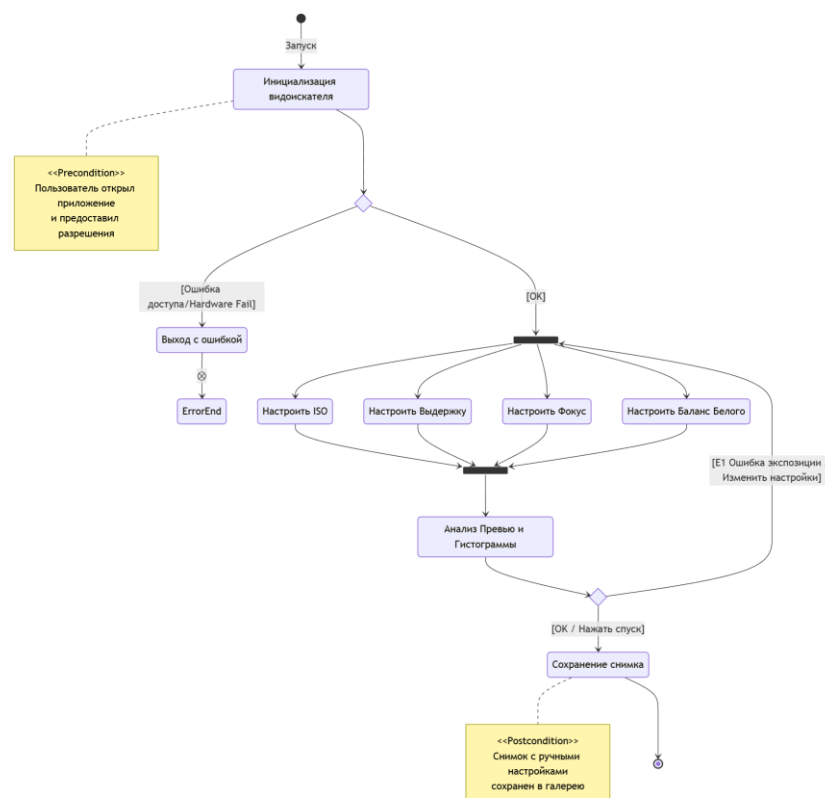 Запуск
Инициализация
видоискателя
<<Precondition>>
Пользователь открыл
приложение
и предоставил
разрешения
[Ошибка
доступа/Hardware Fail]
[OK]
Выход с ошибкой
ErrorEnd
Настроить ISO
Настроить Выдержку
Настроить Фокус
Настроить Баланс Белого
[E1 Ошибка экспозиции
Изменить настройки]
Анализ Превью и
Гистограммы
[OK / Нажать спуск]
Сохранение снимка
<<Postcondition>>
Снимок с ручными
настройками
сохранен в галерею